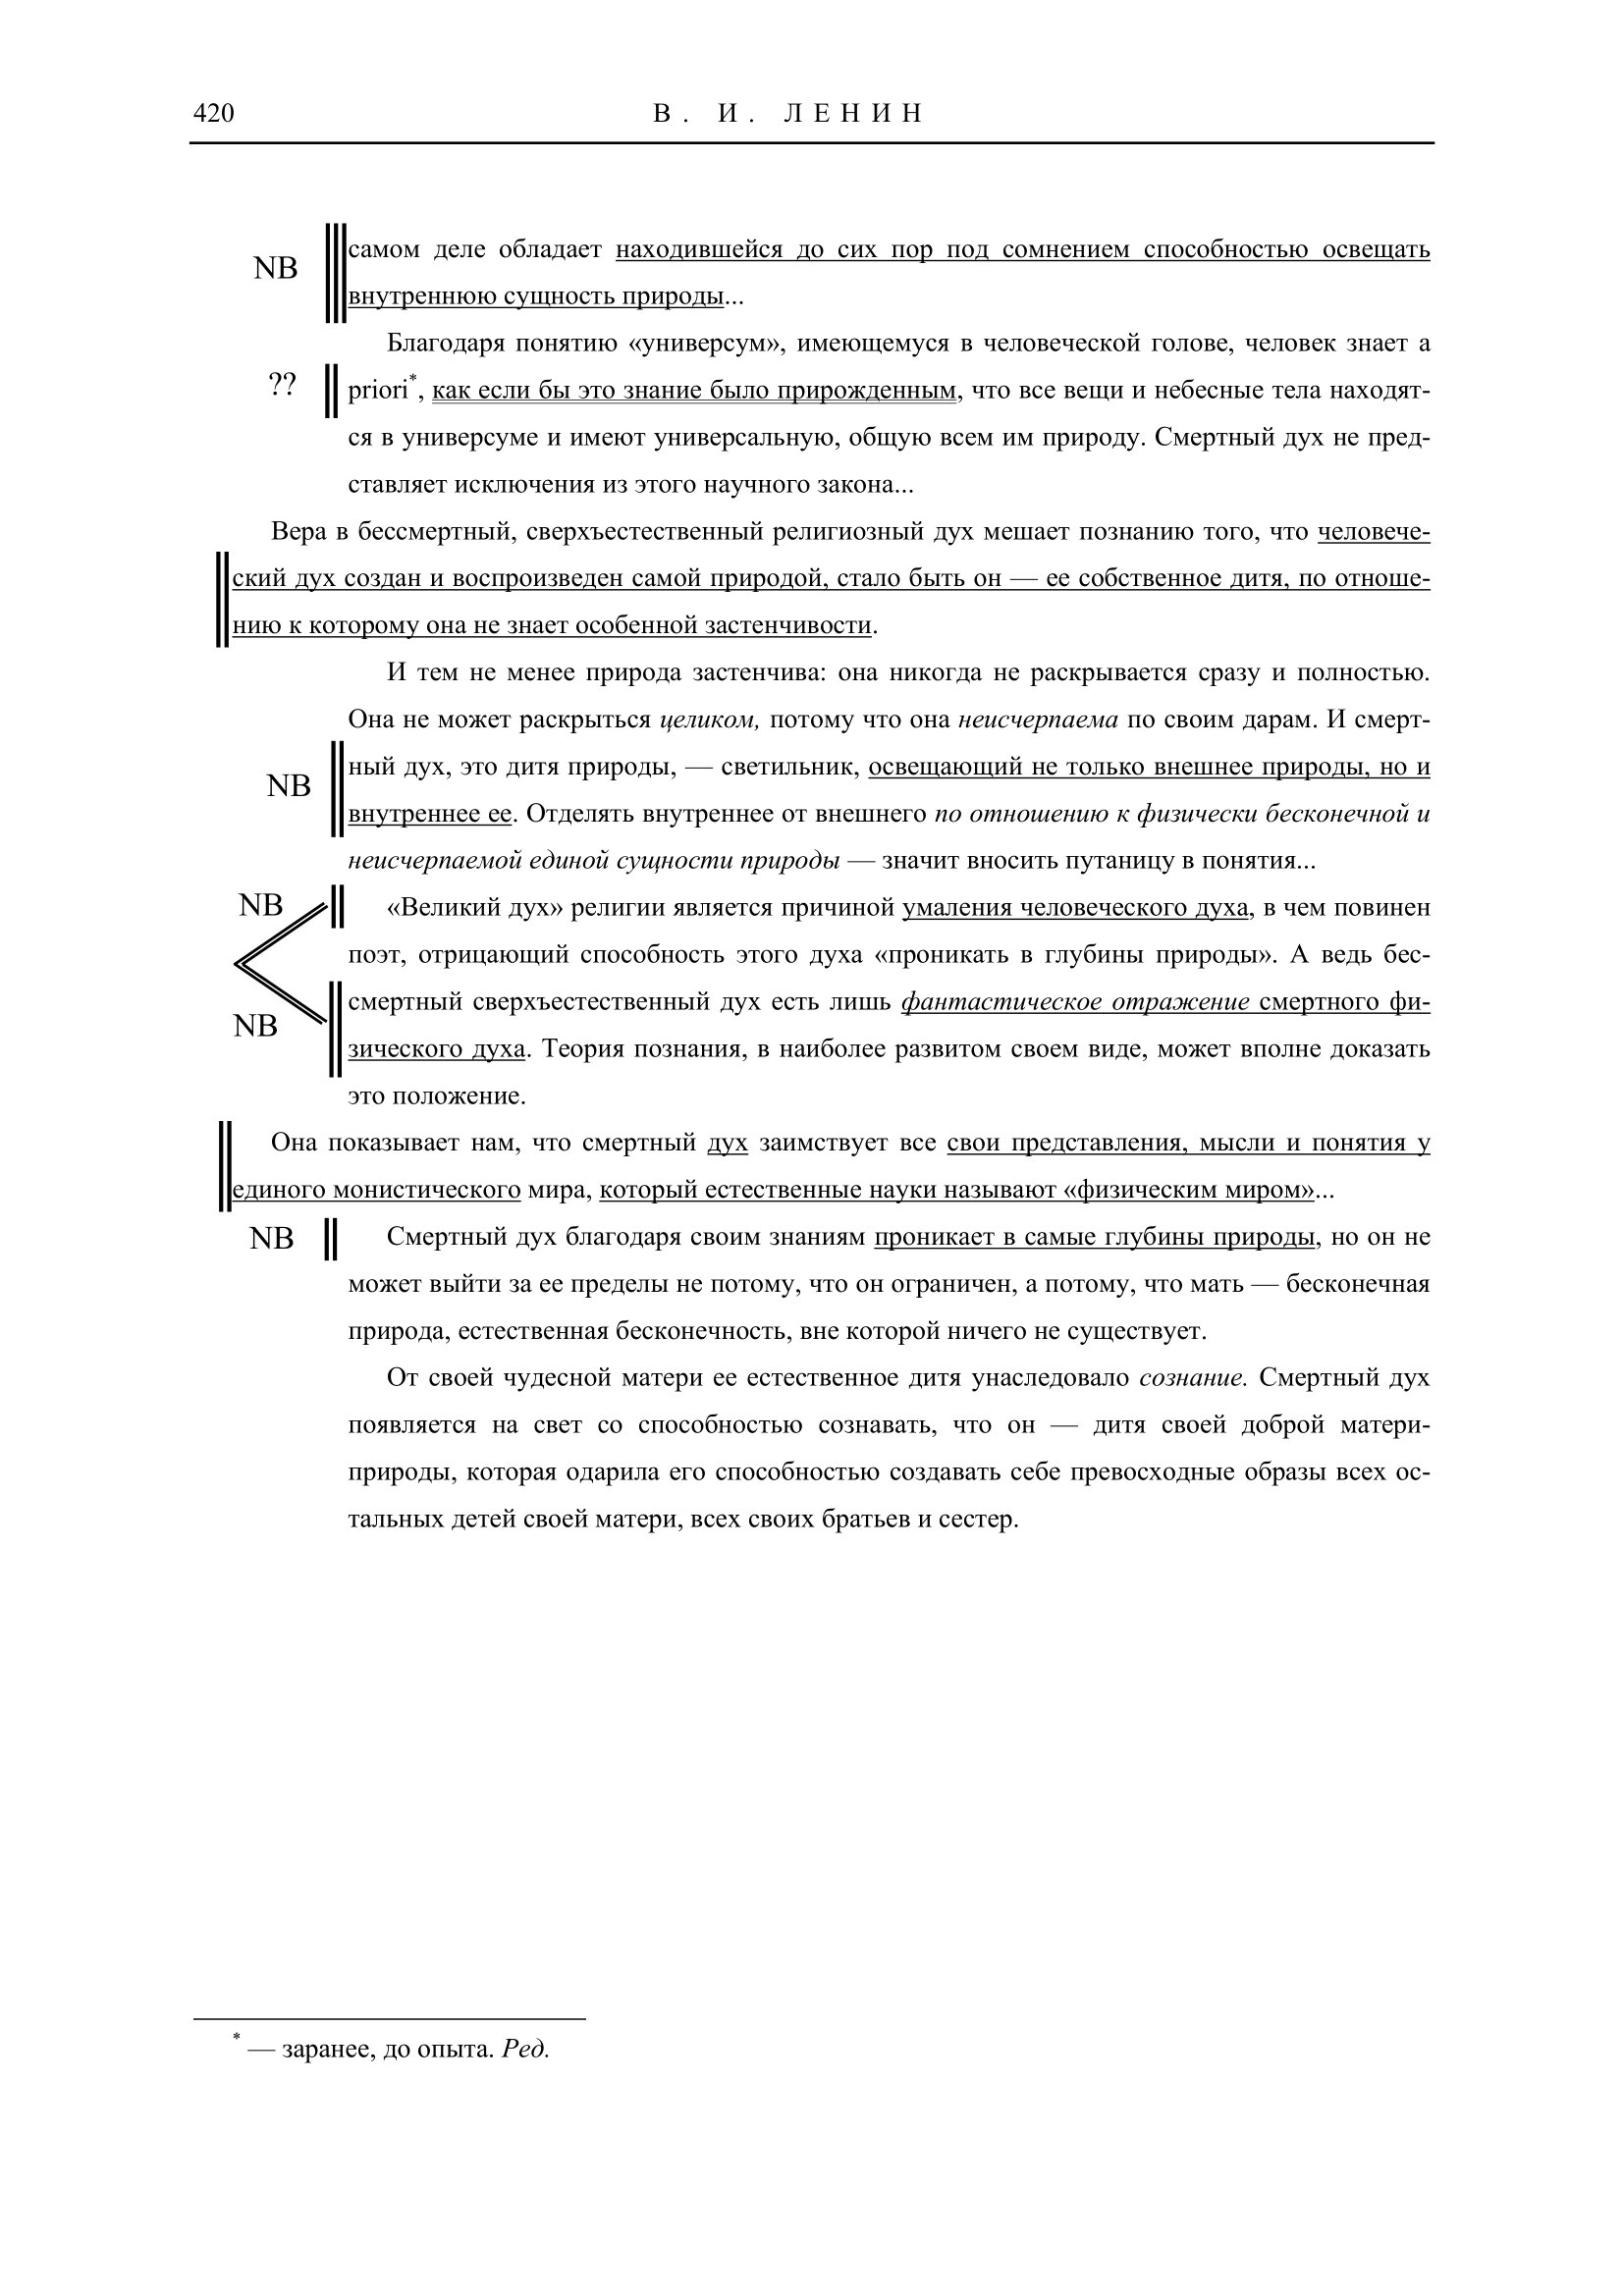 420 В. И. ЛЕНИН
NB самом деле обладает находившейся до сих пор под сомнением способностью освещать
внутреннюю сущность природы...
Благодаря понятию «универсум», имеющемуся в человеческой голове, человек знает a
?? priori*, как если бы это знание было прирожденным, что все вещи и небесные тела находят-
ся в универсуме и имеют универсальную, общую всем им природу. Смертный дух не пред-
ставляет исключения из этого научного закона...
Вера в бессмертный, сверхъестественный религиозный дух мешает познанию того, что человече-
ский дух создан и воспроизведен самой природой, стало быть он — ее собственное дитя, по отноше-
нию к которому она не знает особенной застенчивости.
И тем не менее природа застенчива: она никогда не раскрывается сразу и полностью.
Она не может раскрыться целиком, потому что она неисчерпаема по своим дарам. И смерт-
ный дух, это дитя природы, — светильник, освещающий не только внешнее природы, но и
NB внутреннее ее. Отделять внутреннее от внешнего по отношению к физически бесконечной и
неисчерпаемой единой сущности природы — значит вносить путаницу в понятия...
NB «Великий дух» религии является причиной умаления человеческого духа, в чем повинен
поэт, отрицающий способность этого духа «проникать в глубины природы». А ведь бес-
смертный сверхъестественный дух есть лишь фантастическое отражение смертного фи-
NB зического духа. Теория познания, в наиболее развитом своем виде, может вполне доказать
это положение.
Она показывает нам, что смертный дух заимствует все свои представления, мысли и понятия у
единого монистического мира, который естественные науки называют «физическим миром»...
NB Смертный дух благодаря своим знаниям проникает в самые глубины природы, но он не
может выйти за ее пределы не потому, что он ограничен, а потому, что мать — бесконечная
природа, естественная бесконечность, вне которой ничего не существует.
От своей чудесной матери ее естественное дитя унаследовало сознание. Смертный дух
появляется на свет со способностью сознавать, что он — дитя своей доброй матери-
природы, которая одарила его способностью создавать себе превосходные образы всех ос-
тальных детей своей матери, всех своих братьев и сестер.
* — заранее, до опыта. Ред.